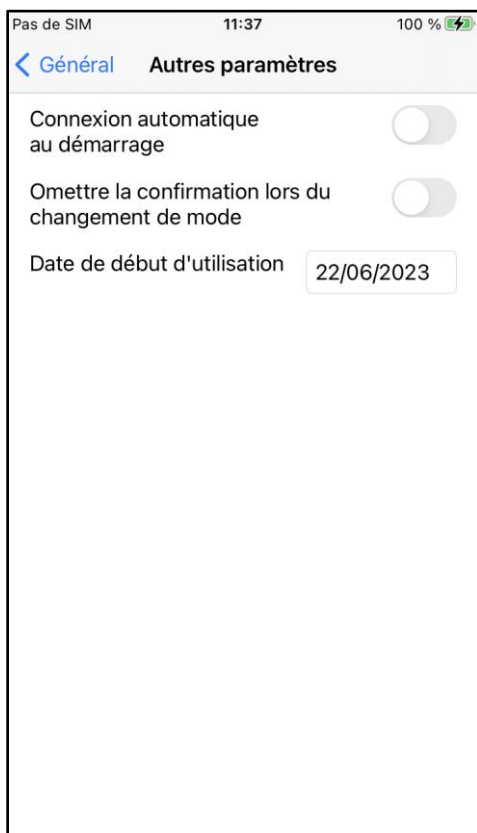 Pas de SIM 11:37 100 %
Général Autres paramètres
Connexion automatique
au démarrage
Omettre la confirmation lors du
changement de mode
Date de début d'utilisation 22/06/2023